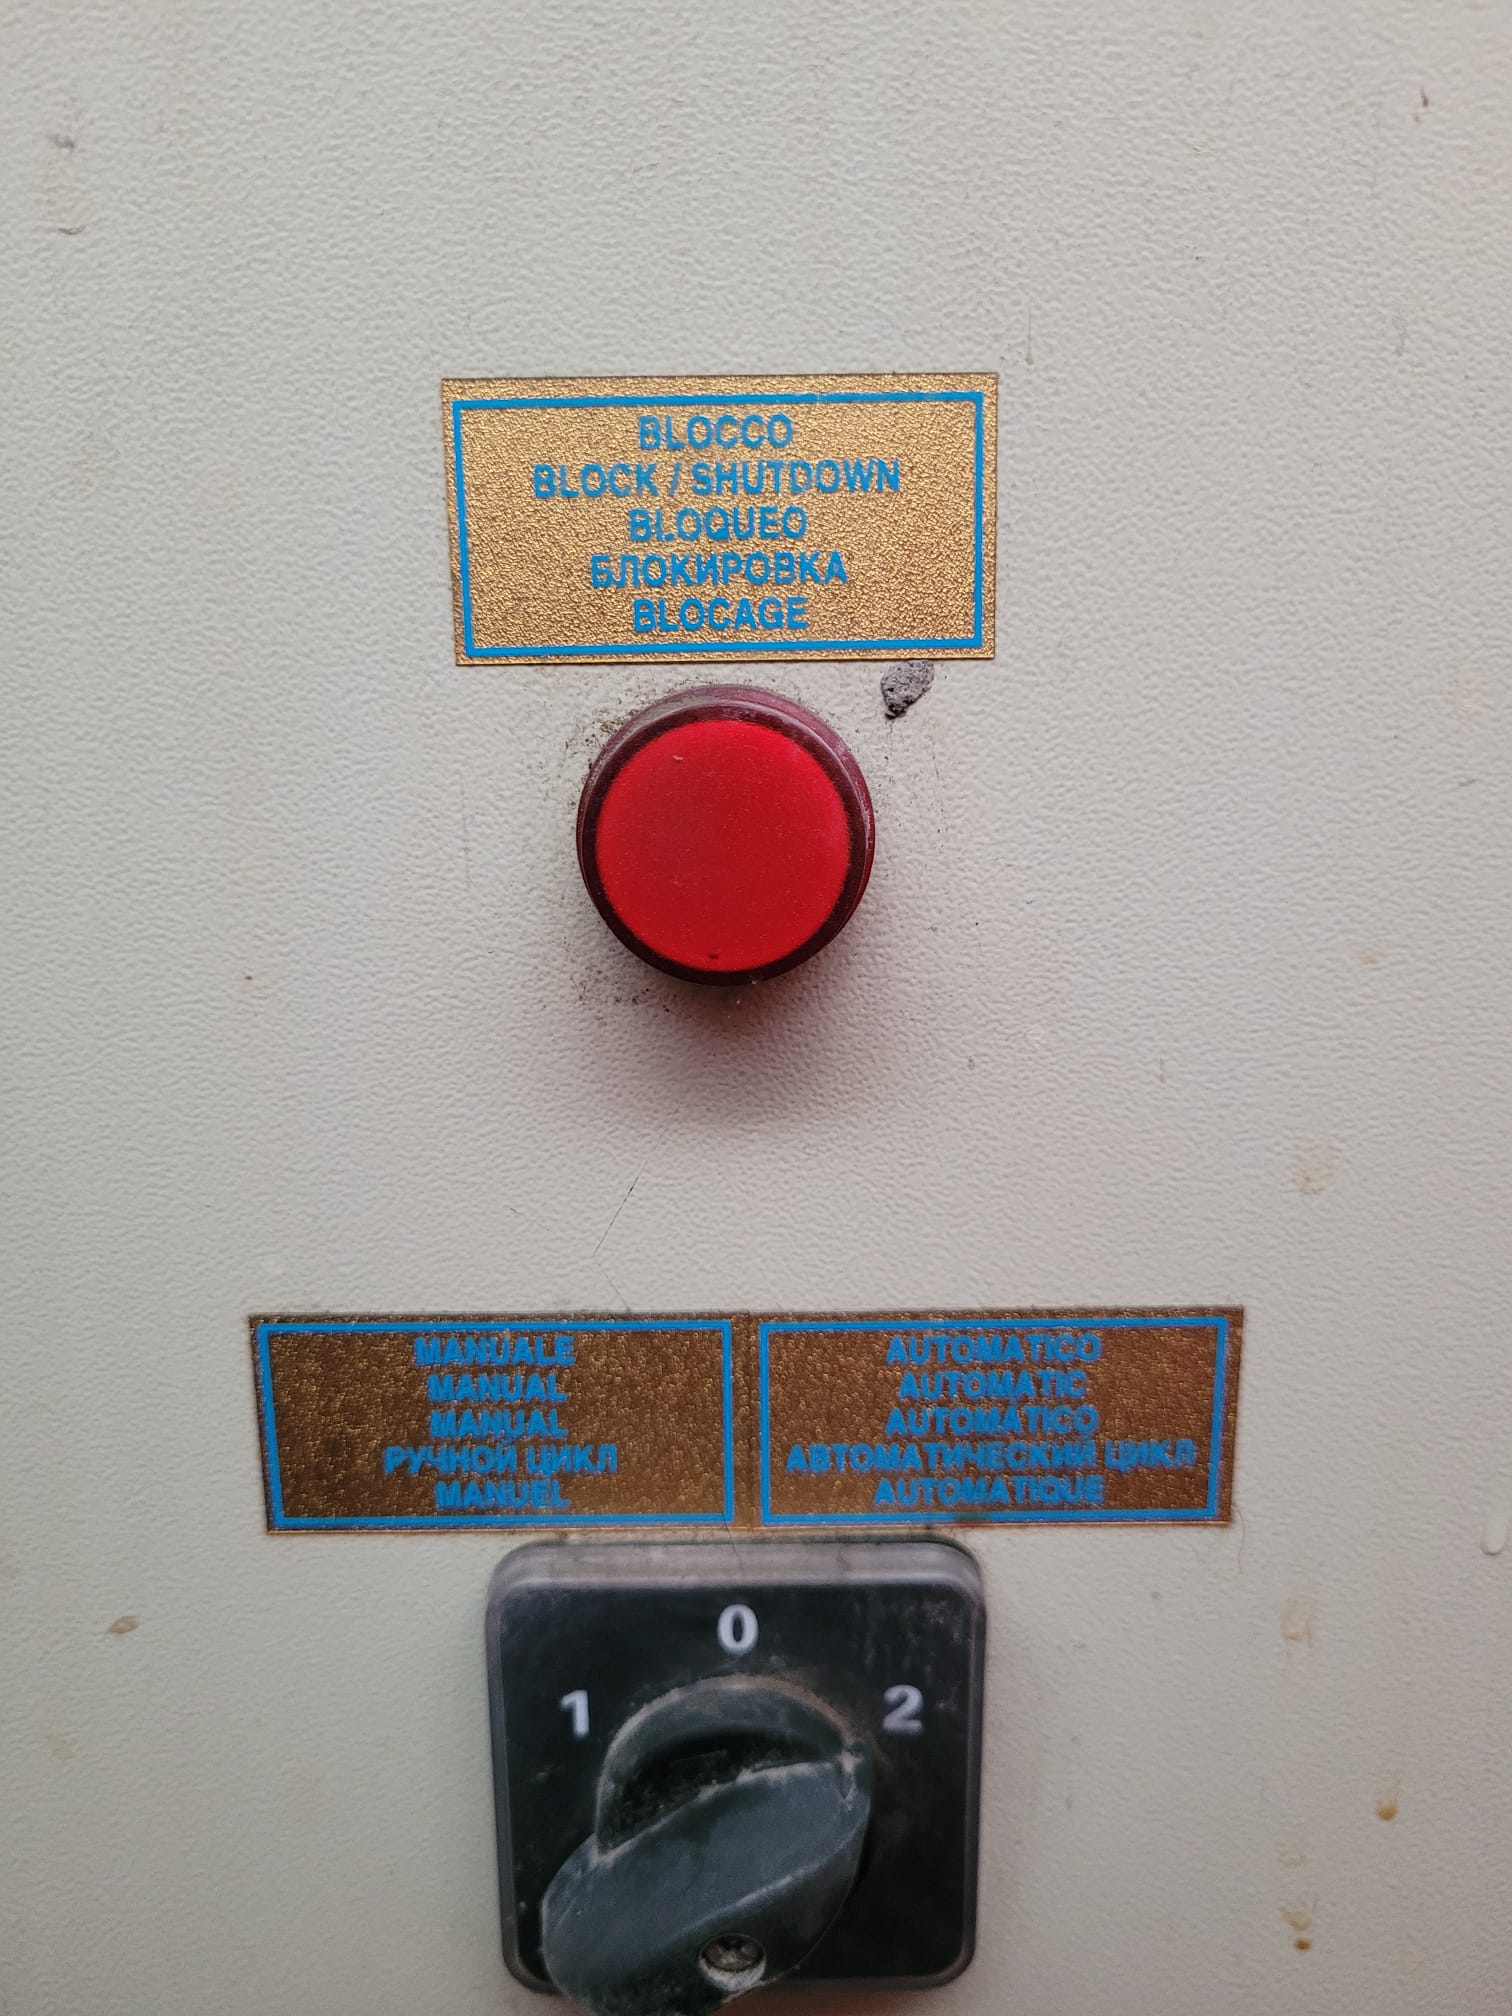 BLOCCO
BLOCK / SHUTDOWN
BLOQUEO
БЛОКИРОВКА
BLOCAGE
MANUALE
MANUAL
MANUAL
РУЧНОЙ ЦИКЛ
MANUEL
AUTOMATICO
AUTOMATIC
AUTOMÁTICO
АВТОМАТИЧЕСКИЙ ЦИКЛ
AUTOMATIQUE
0
1 2